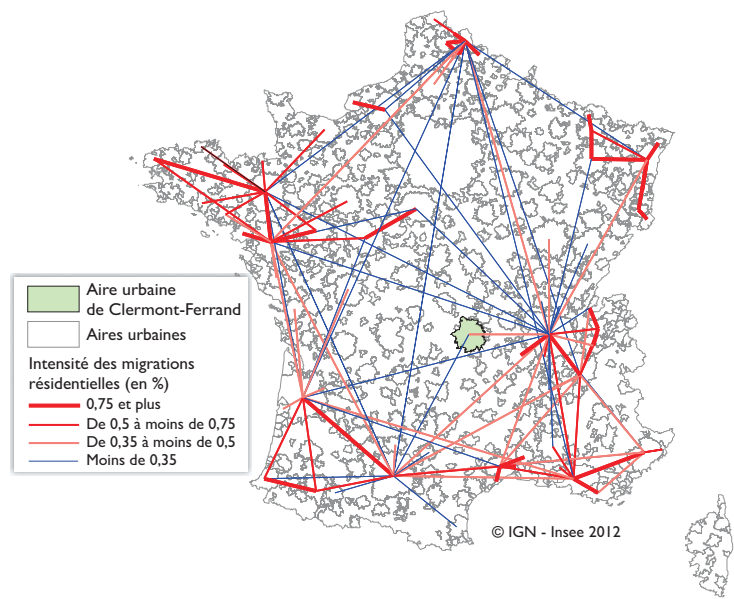 Aire urbaine
de Clermont-Ferrand
Aires urbaines
Intensité des migrations
résidentielles (en %)
0,75 et plus
De 0,5 à moins de 0,75
De 0,35 à moins de 0,5
Moins de 0,35
© IGN - Insee 2012